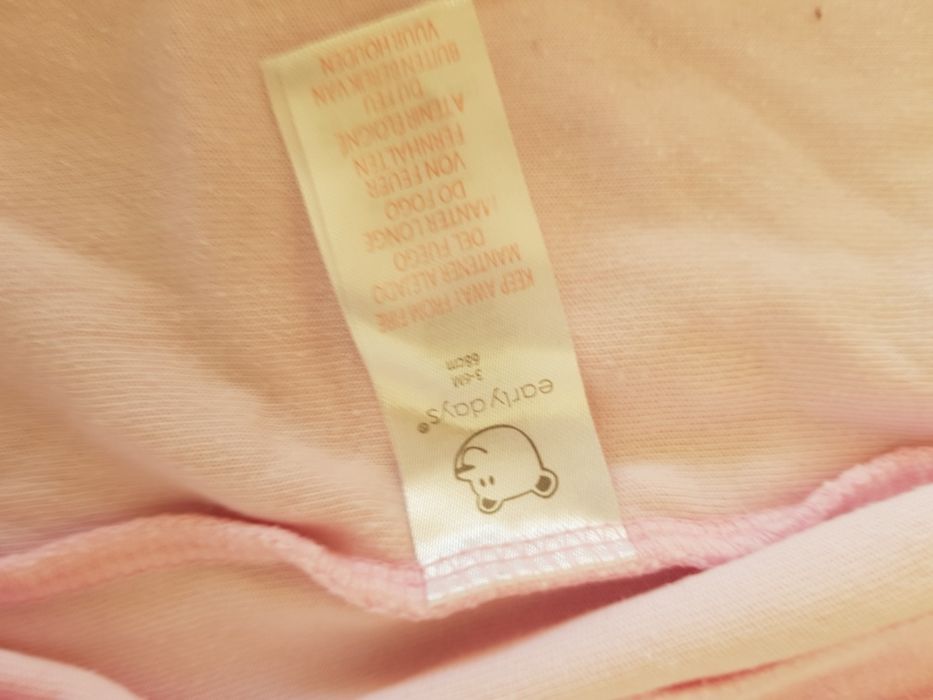 early days®
3-6M
68cm
KEEP AWAY FROM FIRE
MANTENER ALEJADO
DEL FUEGO
MANTER LONGE
DO FOGO
VON FEUER
FERNHALTEN
A TENIR ELOIGNE
DU FEU
BUITEN BEREIK VAN
VUUR HOUDEN